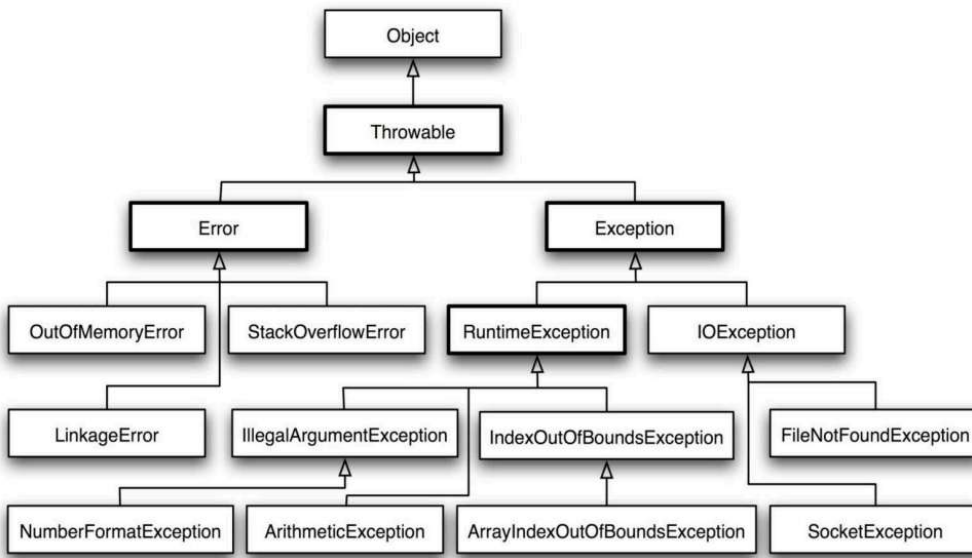 Object
Throwable
Error
Exception
OutOfMemoryError
StackOverflowError
RuntimeException
IOException
LinkageError
IllegalArgumentException
IndexOutOfBoundsException
FileNotFoundException
NumberFormatException
ArithmeticException
ArrayIndexOutOfBoundsException
SocketException